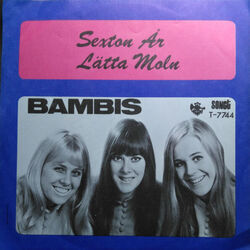 Sexton År
Lätta Moln
BAMBIS
SONET
T-7744